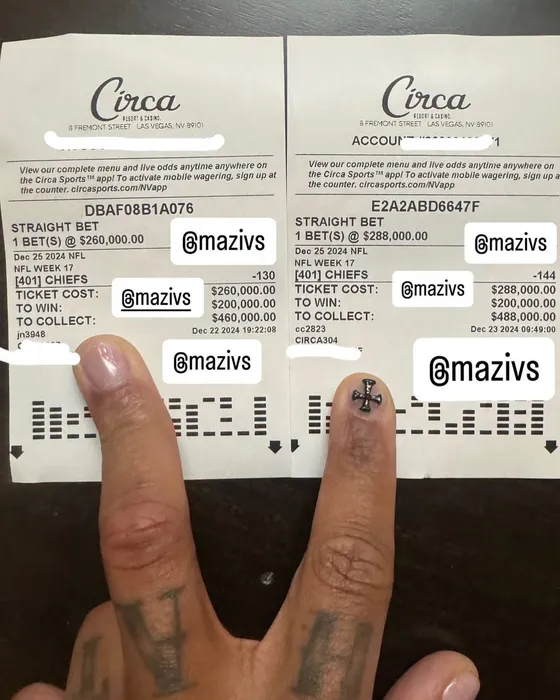 Circa
RESORT & CASINO
8 FREMONT STREET LAS VEGAS, NV 89101
View our complete menu and live odds anytime anywhere on
the Circa Sports™ app! To activate mobile wagering, sign up at
the counter. circasports.com/NVapp
DBAF08B1A076
STRAIGHT BET
1 BET(S) @ $260,000.00
@mazivs
Dec 25 2024 NFL
NFL WEEK 17
[401] CHIEFS -130
TICKET COST: $260,000.00
@mazivs
TO WIN: $200,000.00
TO COLLECT: $460,000.00
jn3948 Dec 22 2024 19:22:08
@mazivs
Circa
RESORT & CASINO
8 FREMONT STREET LAS VEGAS, NV 89101
ACCOUNT
View our complete menu and live odds anytime anywhere on
the Circa Sports™ app! To activate mobile wagering, sign up a
the counter. circasports.com/NVapp
E2A2ABD6647F
STRAIGHT BET
1 BET(S) @ $288,000.00
@mazivs
Dec 25 2024 NFL
NFL WEEK 17
[401] CHIEFS -144
TICKET COST: $288,000.00
@mazivs
TO WIN: $200,000.00
TO COLLECT: $488,000.00
cc2823 Dec 23 2024 09:49:00
CIRCA304
@mazivs